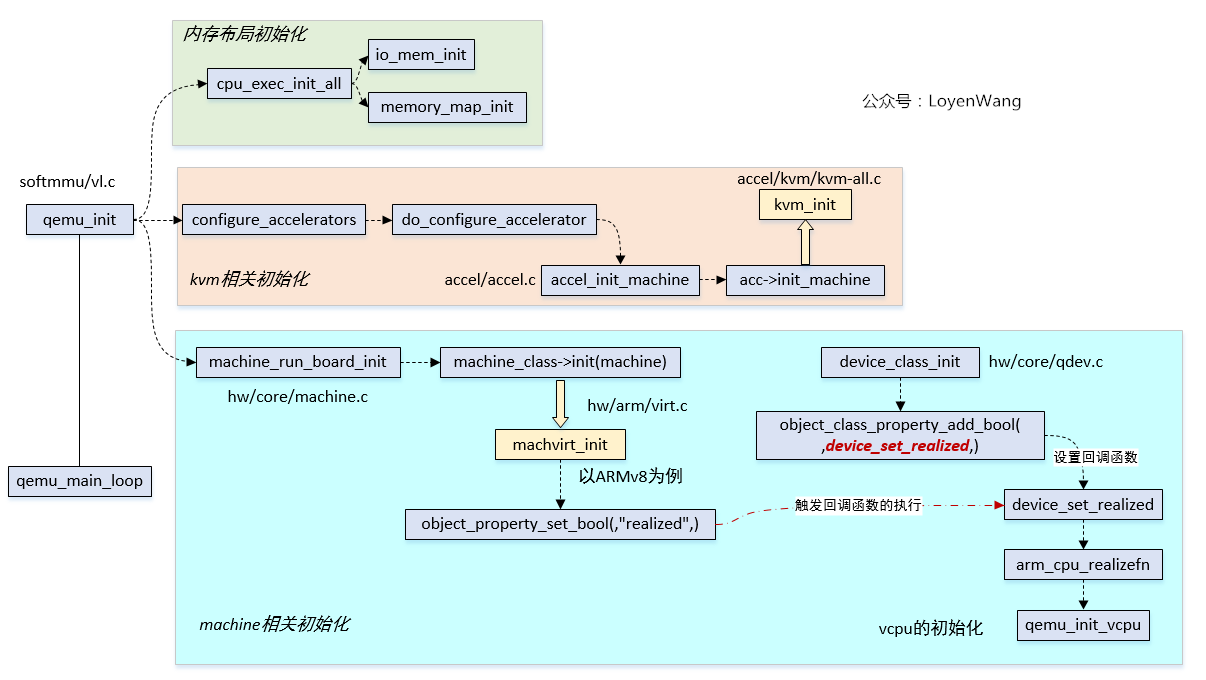 内存布局初始化
io_mem_init
cpu_exec_init_all
memory_map_init
公众号：LoyenWang
softmmu/vl.c
qemu_init
accel/kvm/kvm-all.c
kvm_init
configure_accelerators
do_configure_accelerator
kvm相关初始化
accel/accel.c
accel_init_machine
acc->init_machine
machine_run_board_init
hw/core/machine.c
machine_class->init(machine)
hw/arm/virt.c
machvirt_init
以ARMv8为例
object_property_set_bool(,"realized",)
device_class_init
hw/core/qdev.c
object_class_property_add_bool(
,device_set_realized,)
设置回调函数
触发回调函数的执行
device_set_realized
arm_cpu_realizefn
qemu_init_vcpu
vcpu的初始化
machine相关初始化
qemu_main_loop